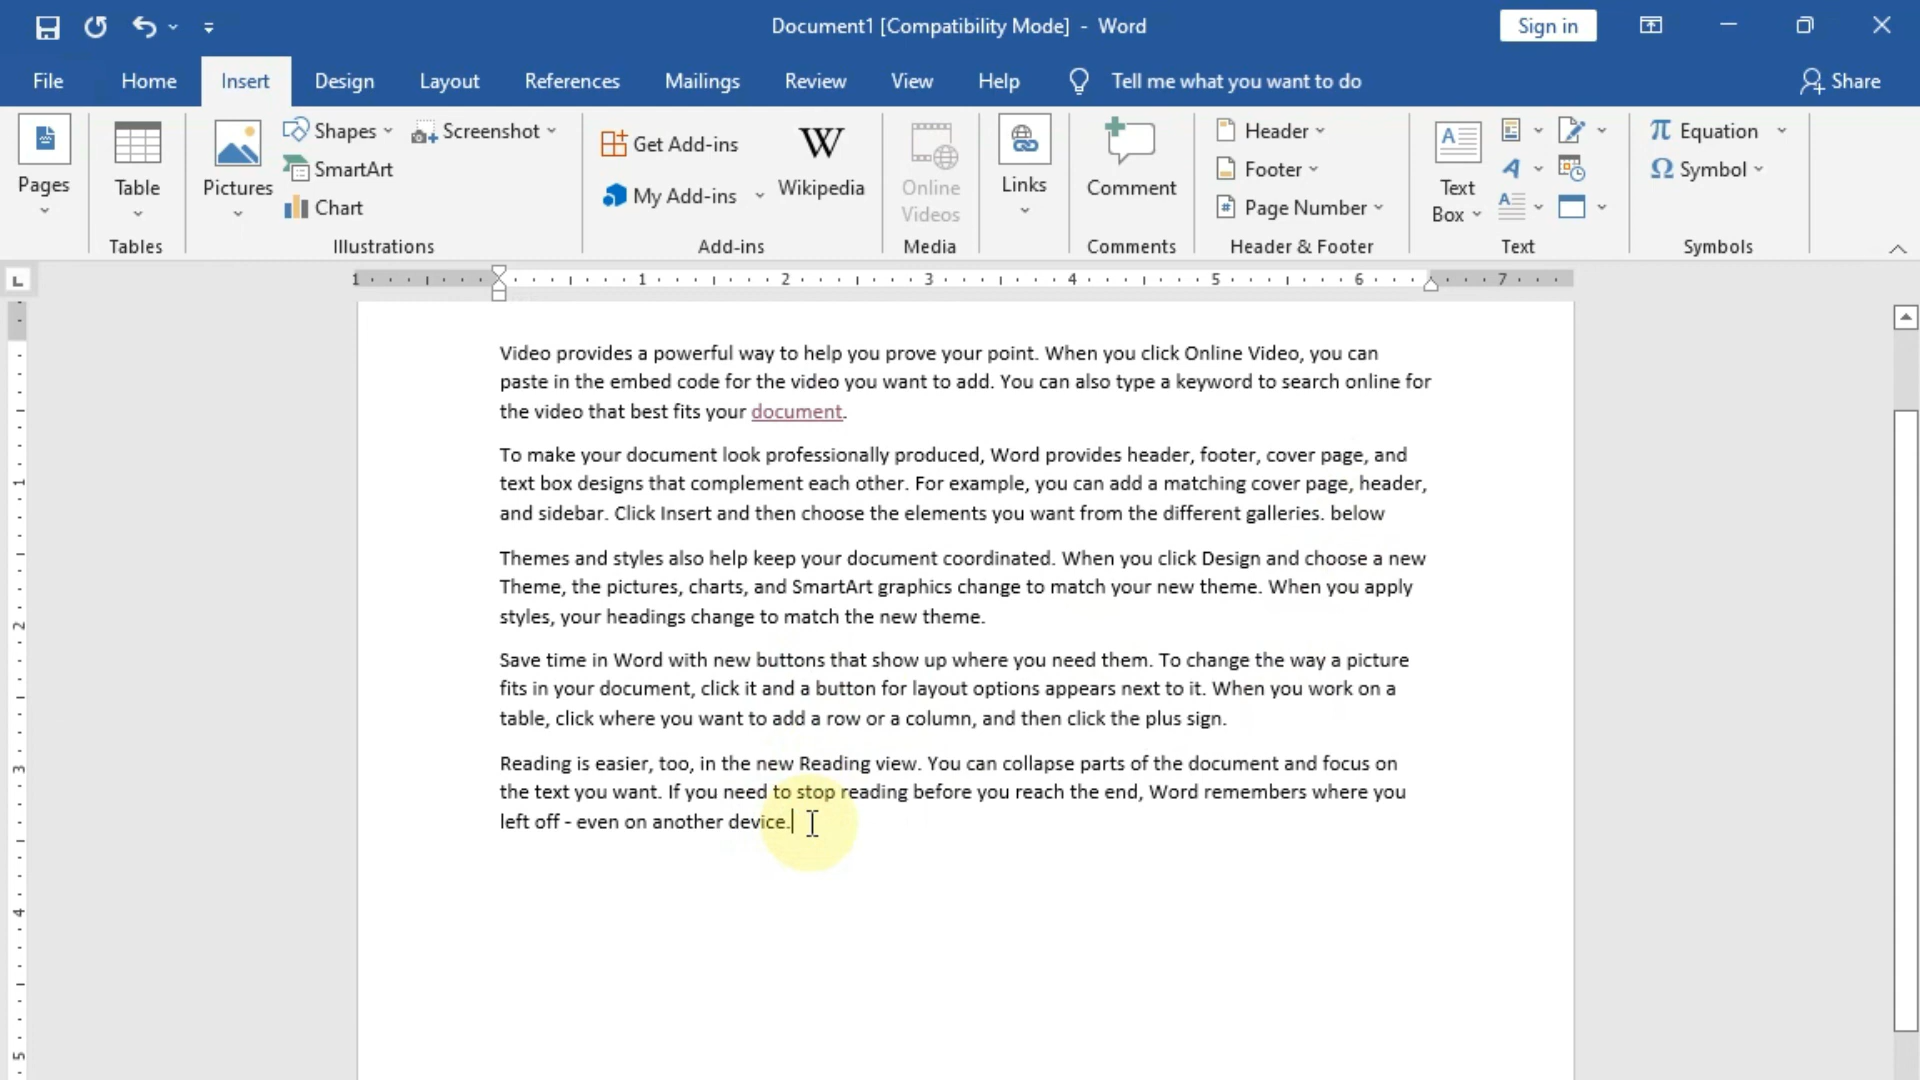 Document1 [Compatibility Mode] - Word
Sign in
File Home Insert Design Layout References Mailings Review View Help Tell me what you want to do Share
Pages
Table
Tables
Pictures
Shapes
SmartArt
Chart
Screenshot
Illustrations
Get Add-ins
My Add-ins
W
Wikipedia
Add-ins
Online
Videos
Media
Links
Comment
Comments
Header
Footer
Page Number
Header & Footer
A
Text
Box
A
A
Text
π Equation
Ω Symbol
Symbols
L
1 1 2 3 4 5 6 7
1
2
3
4
5
Video provides a powerful way to help you prove your point. When you click Online Video, you can
paste in the embed code for the video you want to add. You can also type a keyword to search online for
the video that best fits your document.
To make your document look professionally produced, Word provides header, footer, cover page, and
text box designs that complement each other. For example, you can add a matching cover page, header,
and sidebar. Click Insert and then choose the elements you want from the different galleries. below
Themes and styles also help keep your document coordinated. When you click Design and choose a new
Theme, the pictures, charts, and SmartArt graphics change to match your new theme. When you apply
styles, your headings change to match the new theme.
Save time in Word with new buttons that show up where you need them. To change the way a picture
fits in your document, click it and a button for layout options appears next to it. When you work on a
table, click where you want to add a row or a column, and then click the plus sign.
Reading is easier, too, in the new Reading view. You can collapse parts of the document and focus on
the text you want. If you need to stop reading before you reach the end, Word remembers where you
left off - even on another device.